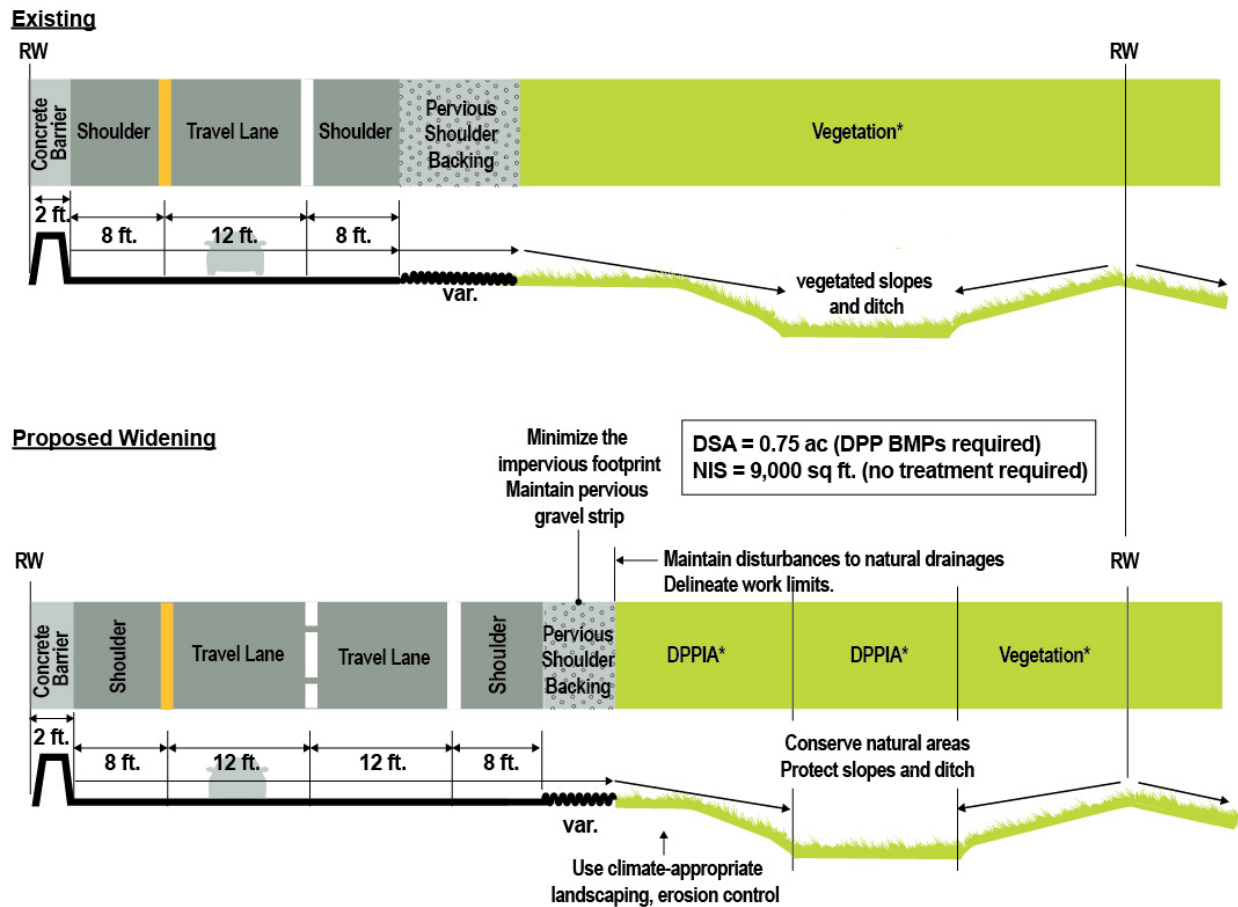 Existing
RW
RW
Concrete
Barrier
Shoulder
Travel Lane
Shoulder
Pervious
Shoulder
Backing
Vegetation*
2 ft.
8 ft.
12 ft.
8 ft.
var.
vegetated slopes
and ditch
Proposed Widening
Minimize the
impervious footprint
Maintain pervious
gravel strip
DSA = 0.75 ac (DPP BMPs required)
NIS = 9,000 sq ft. (no treatment required)
RW
Maintain disturbances to natural drainages
Delineate work limits.
RW
Concrete
Barrier
Shoulder
Travel Lane
Travel Lane
Shoulder
Pervious
Shoulder
Backing
DPPIA*
DPPIA*
Vegetation*
2 ft.
8 ft.
12 ft.
12 ft.
8 ft.
var.
Conserve natural areas
Protect slopes and ditch
Use climate-appropriate
landscaping, erosion control